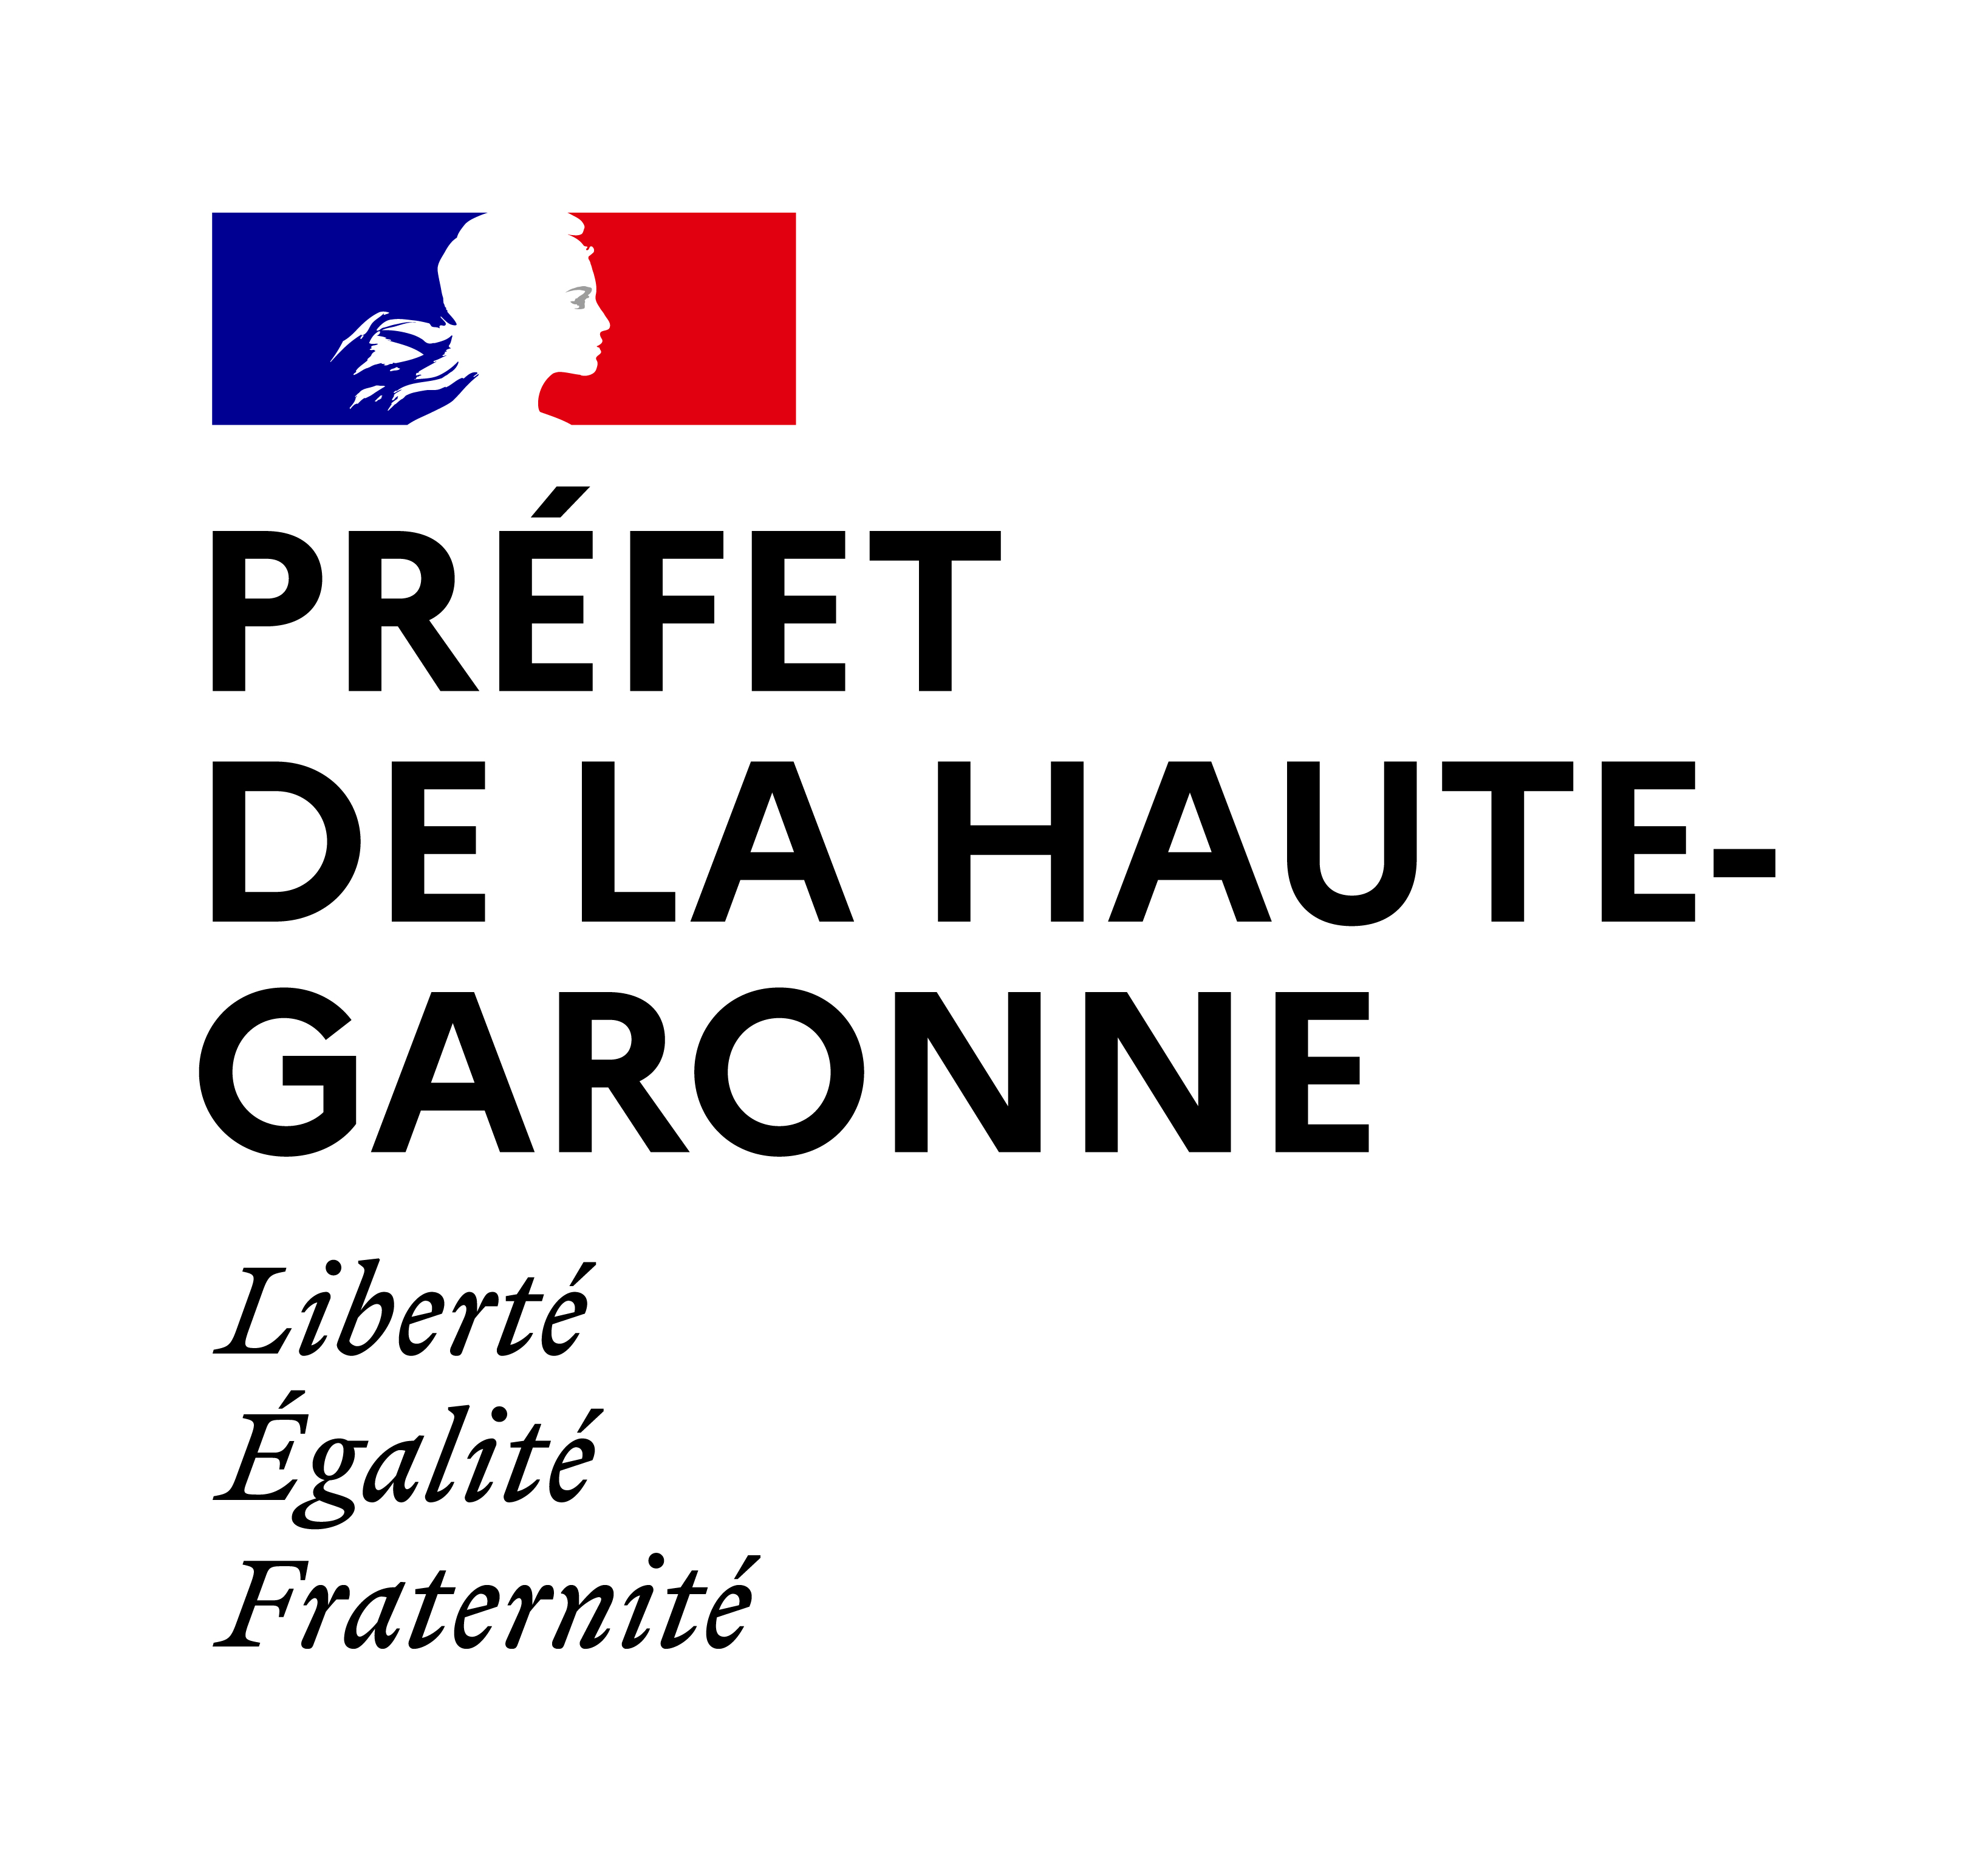 PRÉFET
DE LA HAUTE-
GARONNE
Liberté
Égalité
Fraternité